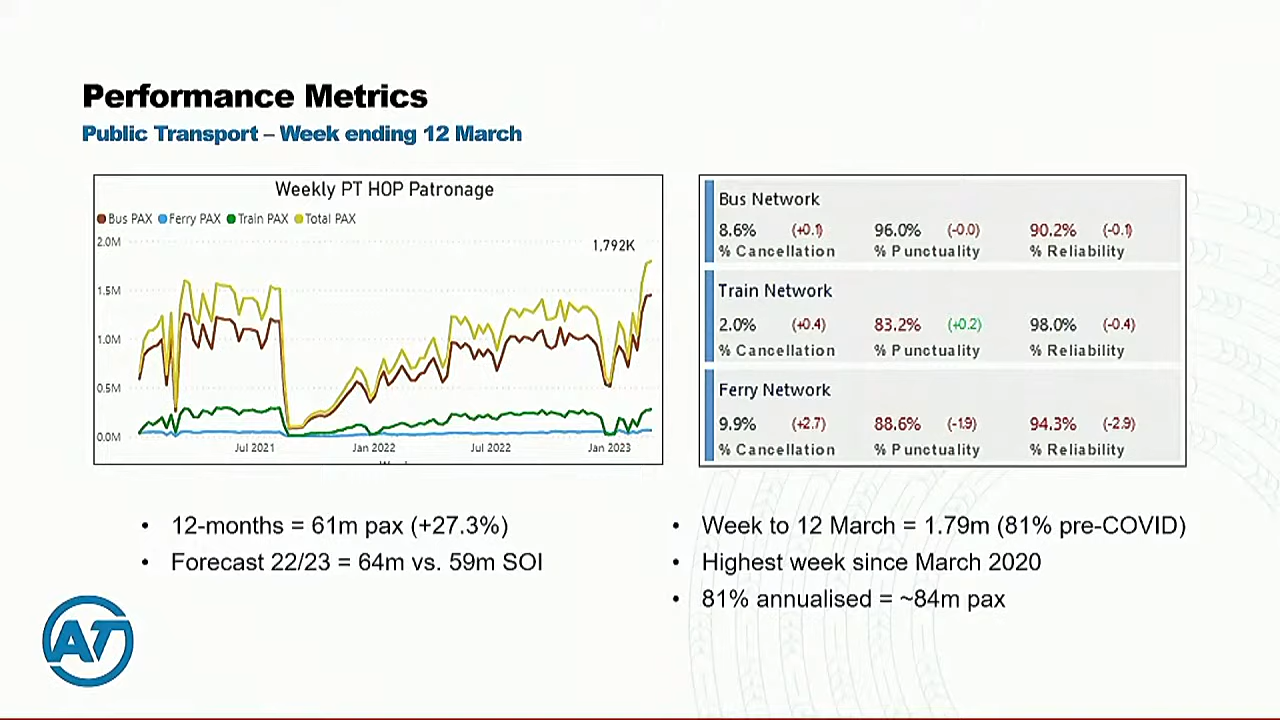 Performance Metrics
Public Transport – Week ending 12 March
Weekly PT HOP Patronage
Bus PAX Ferry PAX Train PAX Total PAX
2.0M
1,792K
1.5M
1.0M
0.5M
0.0M
Jul 2021 Jan 2022 Jul 2022 Jan 2023
Bus Network
8.6% (+0.1) 96.0% (-0.0) 90.2% (-0.1)
% Cancellation % Punctuality % Reliability
Train Network
2.0% (+0.4) 83.2% (+0.2) 98.0% (-0.4)
% Cancellation % Punctuality % Reliability
Ferry Network
9.9% (+2.7) 88.6% (-1.9) 94.3% (-2.9)
% Cancellation % Punctuality % Reliability
• 12-months = 61m pax (+27.3%)
• Forecast 22/23 = 64m vs. 59m SOI
• Week to 12 March = 1.79m (81% pre-COVID)
• Highest week since March 2020
• 81% annualised = ~84m pax
AT